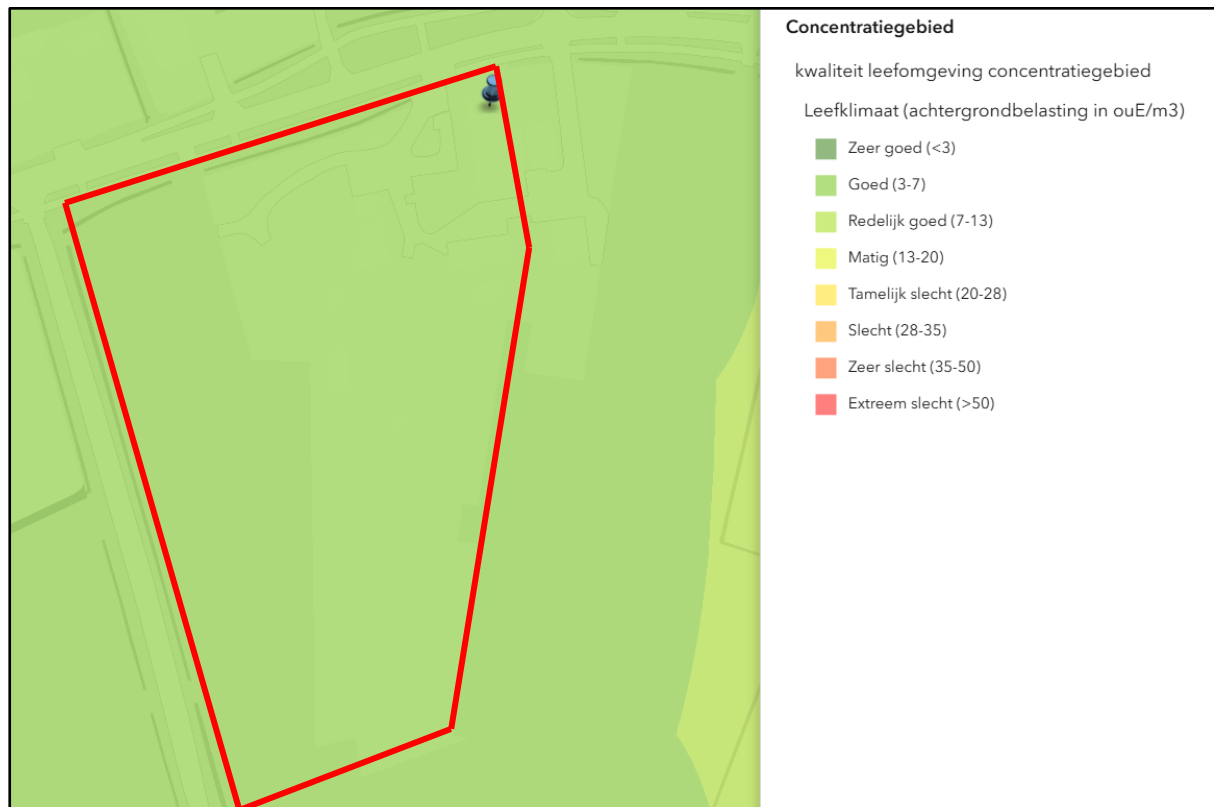 Concentratiegebied
kwaliteit leefomgeving concentratiegebied
Leefklimaat (achtergrondbelasting in ouE/m3)
Zeer goed (<3)
Goed (3-7)
Redelijk goed (7-13)
Matig (13-20)
Tamelijk slecht (20-28)
Slecht (28-35)
Zeer slecht (35-50)
Extreem slecht (>50)